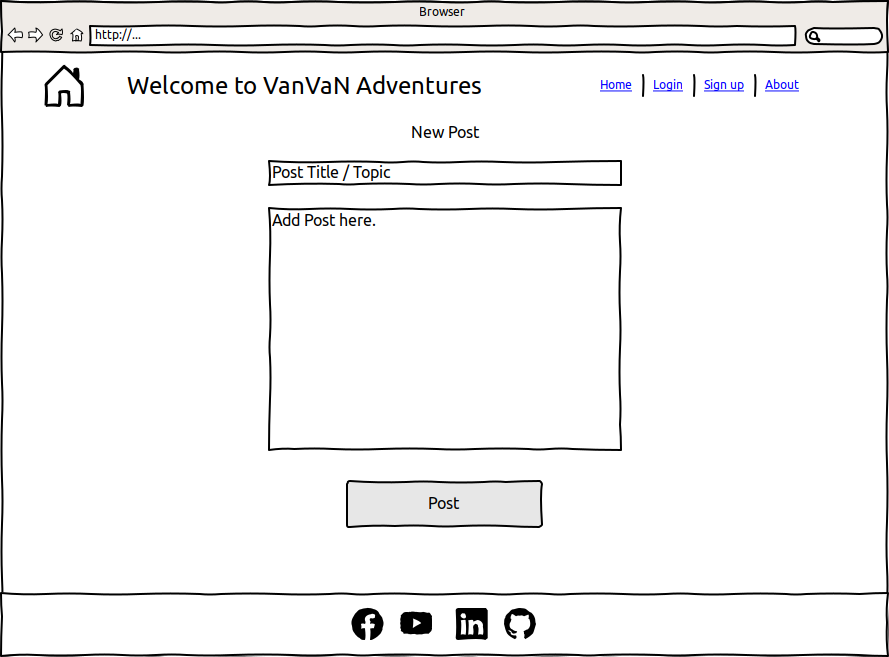 Browser
http://...
Welcome to VanVaN Adventures
Home
Login
Sign up
About
New Post
Post Title / Topic
Add Post here.
Post